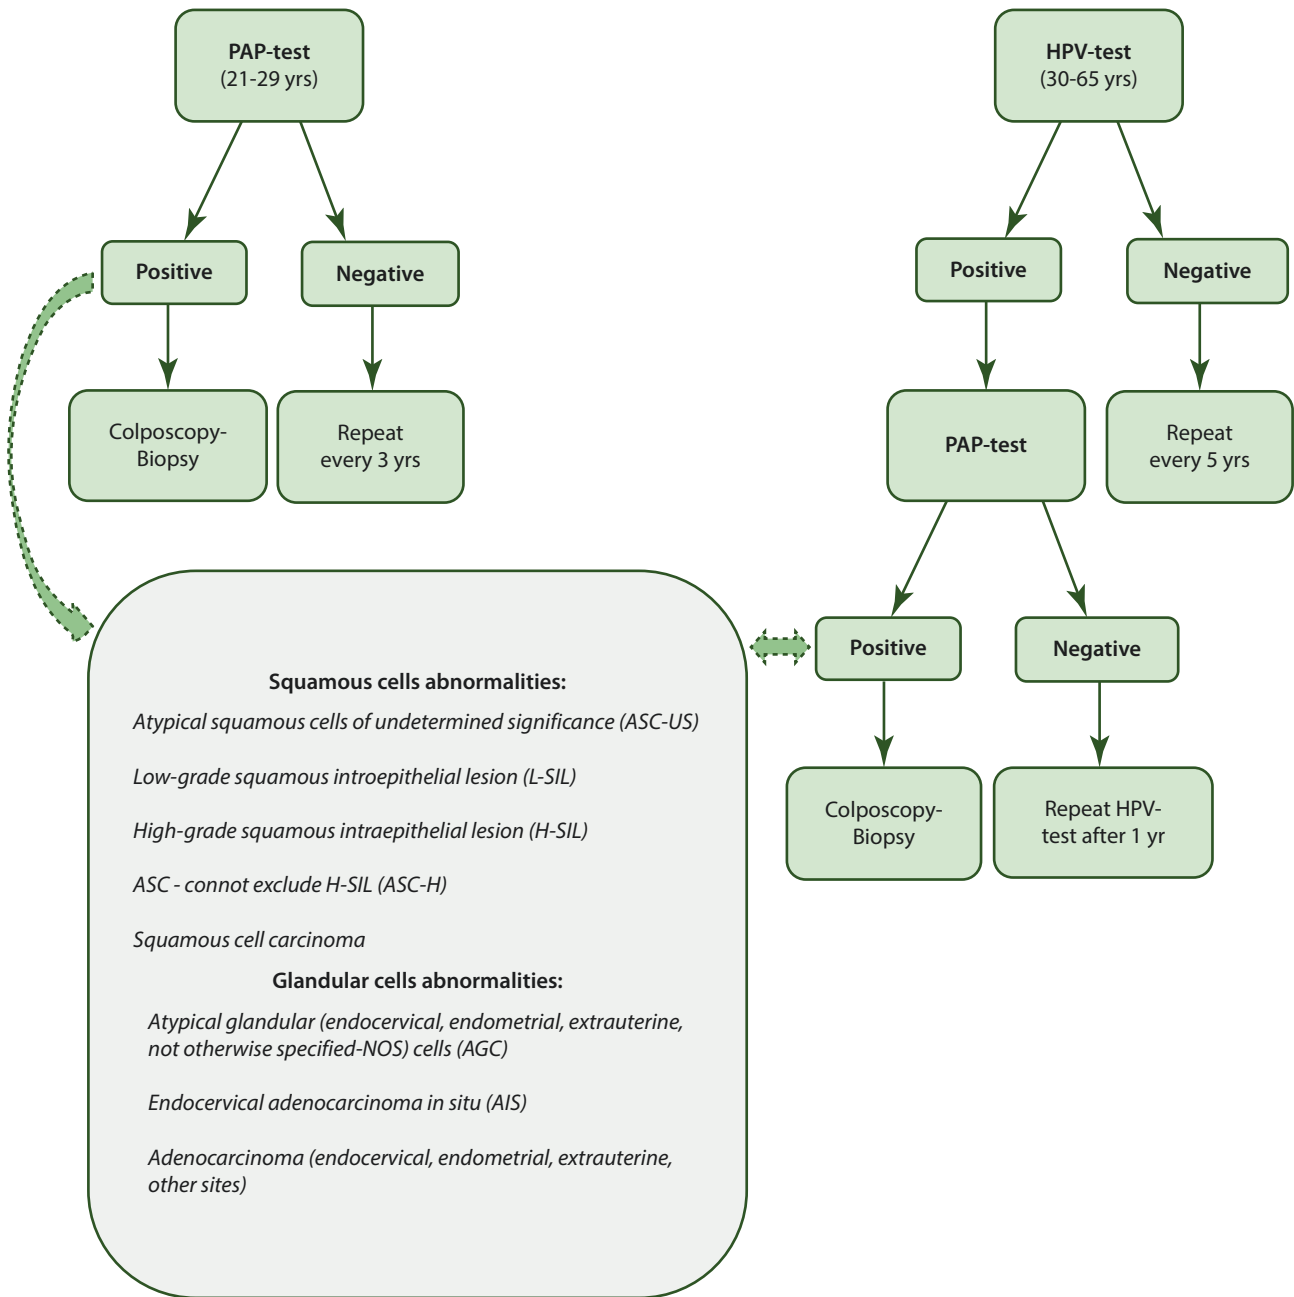 PAP-test
(21-29 yrs)
Positive
Negative
Colposcopy-
Biopsy
Repeat
every 3 yrs
HPV-test
(30-65 yrs)
Positive
Negative
PAP-test
Repeat
every 5 yrs
Positive
Negative
Colposcopy-
Biopsy
Repeat HPV-
test after 1 yr
Squamous cells abnormalities:
Atypical squamous cells of undetermined significance (ASC-US)
Low-grade squamous introepithelial lesion (L-SIL)
High-grade squamous intraepithelial lesion (H-SIL)
ASC - connot exclude H-SIL (ASC-H)
Squamous cell carcinoma
Glandular cells abnormalities:
Atypical glandular (endocervical, endometrial, extrauterine,
not otherwise specified-NOS) cells (AGC)
Endocervical adenocarcinoma in situ (AIS)
Adenocarcinoma (endocervical, endometrial, extrauterine,
other sites)